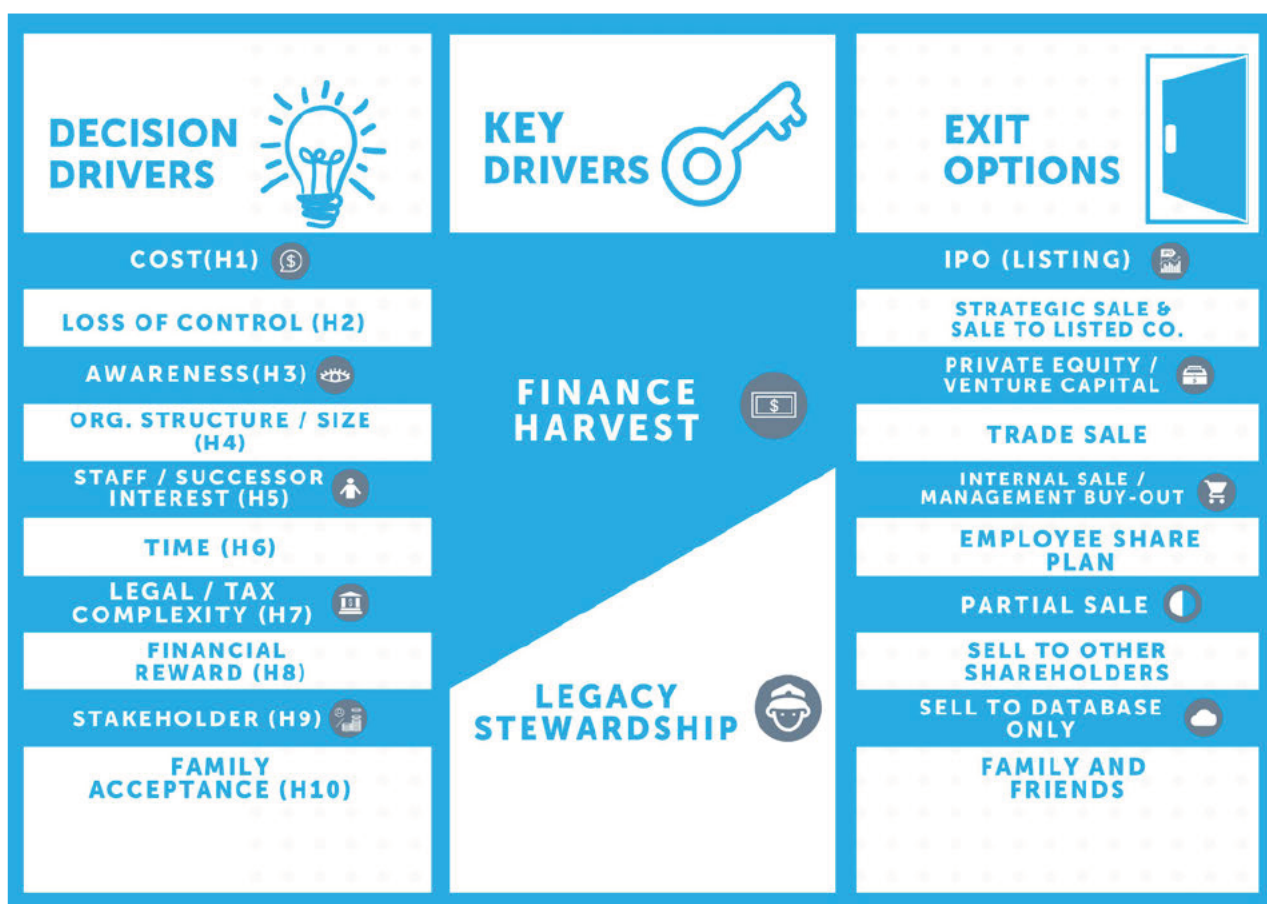 DECISION
DRIVERS
COST(H1)
LOSS OF CONTROL (H2)
AWARENESS(H3)
ORG. STRUCTURE / SIZE
(H4)
STAFF / SUCCESSOR
INTEREST (H5)
TIME (H6)
LEGAL / TAX
COMPLEXITY (H7)
FINANCIAL
REWARD (H8)
STAKEHOLDER (H9)
FAMILY
ACCEPTANCE (H10)
KEY
DRIVERS
FINANCE
HARVEST
LEGACY
STEWARDSHIP
EXIT
OPTIONS
IPO (LISTING)
STRATEGIC SALE &
SALE TO LISTED CO.
PRIVATE EQUITY /
VENTURE CAPITAL
TRADE SALE
INTERNAL SALE /
MANAGEMENT BUY-OUT
EMPLOYEE SHARE
PLAN
PARTIAL SALE
SELL TO OTHER
SHAREHOLDERS
SELL TO DATABASE
ONLY
FAMILY AND
FRIENDS